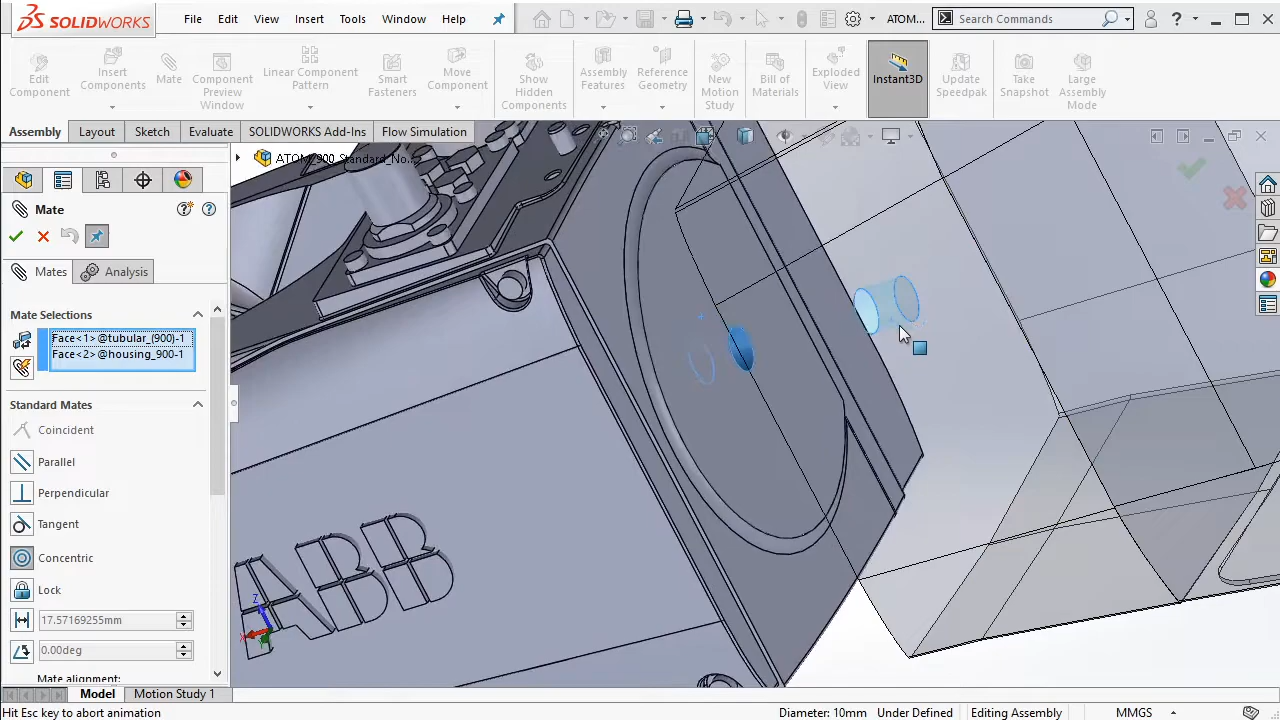 SOLIDWORKS
File Edit View Insert Tools Window Help
ATOM... Search Commands
Edit Component
Insert Components
Mate
Component Preview Window
Linear Component Pattern
Smart Fasteners
Move Component
Show Hidden Components
Assembly Features
Reference Geometry
New Motion Study
Bill of Materials
Exploded View
Instant3D
Update Speedpak
Take Snapshot
Large Assembly Mode
Assembly Layout Sketch Evaluate SOLIDWORKS Add-Ins Flow Simulation
ATOM_900_Standard_No...
Mate
Mates Analysis
Mate Selections
Face<1>@tubular_(900)-1
Face<2>@housing_900-1
Standard Mates
Coincident
Parallel
Perpendicular
Tangent
Concentric
Lock
17.57169255mm
0.00deg
Mate alignment:
ABB
Z
X
Y
Model Motion Study 1
Hit Esc key to abort animation Diameter: 10mm Under Defined Editing Assembly MMGS